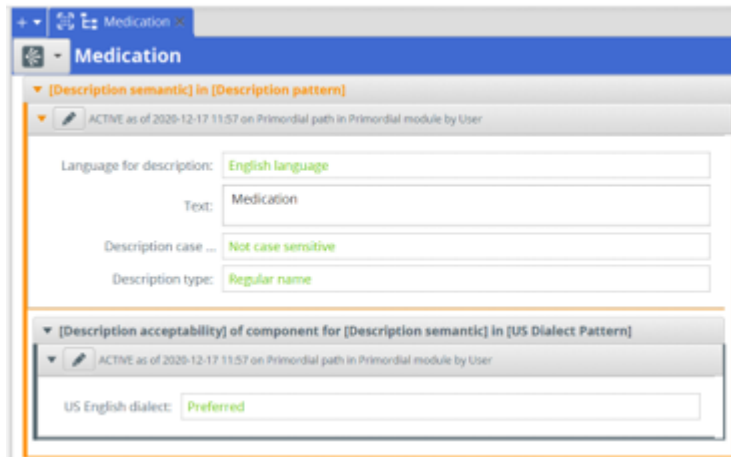 Medication
Medication
[Description semantic] in [Description pattern]
ACTIVE as of 2020-12-17 11:57 on Primordial path in Primordial module by User
Language for description: English language
Text: Medication
Description case ... Not case sensitive
Description type: Regular name
[Description acceptability] of component for [Description semantic] in [US Dialect Pattern]
ACTIVE as of 2020-12-17 11:57 on Primordial path in Primordial module by User
US English dialect: Preferred